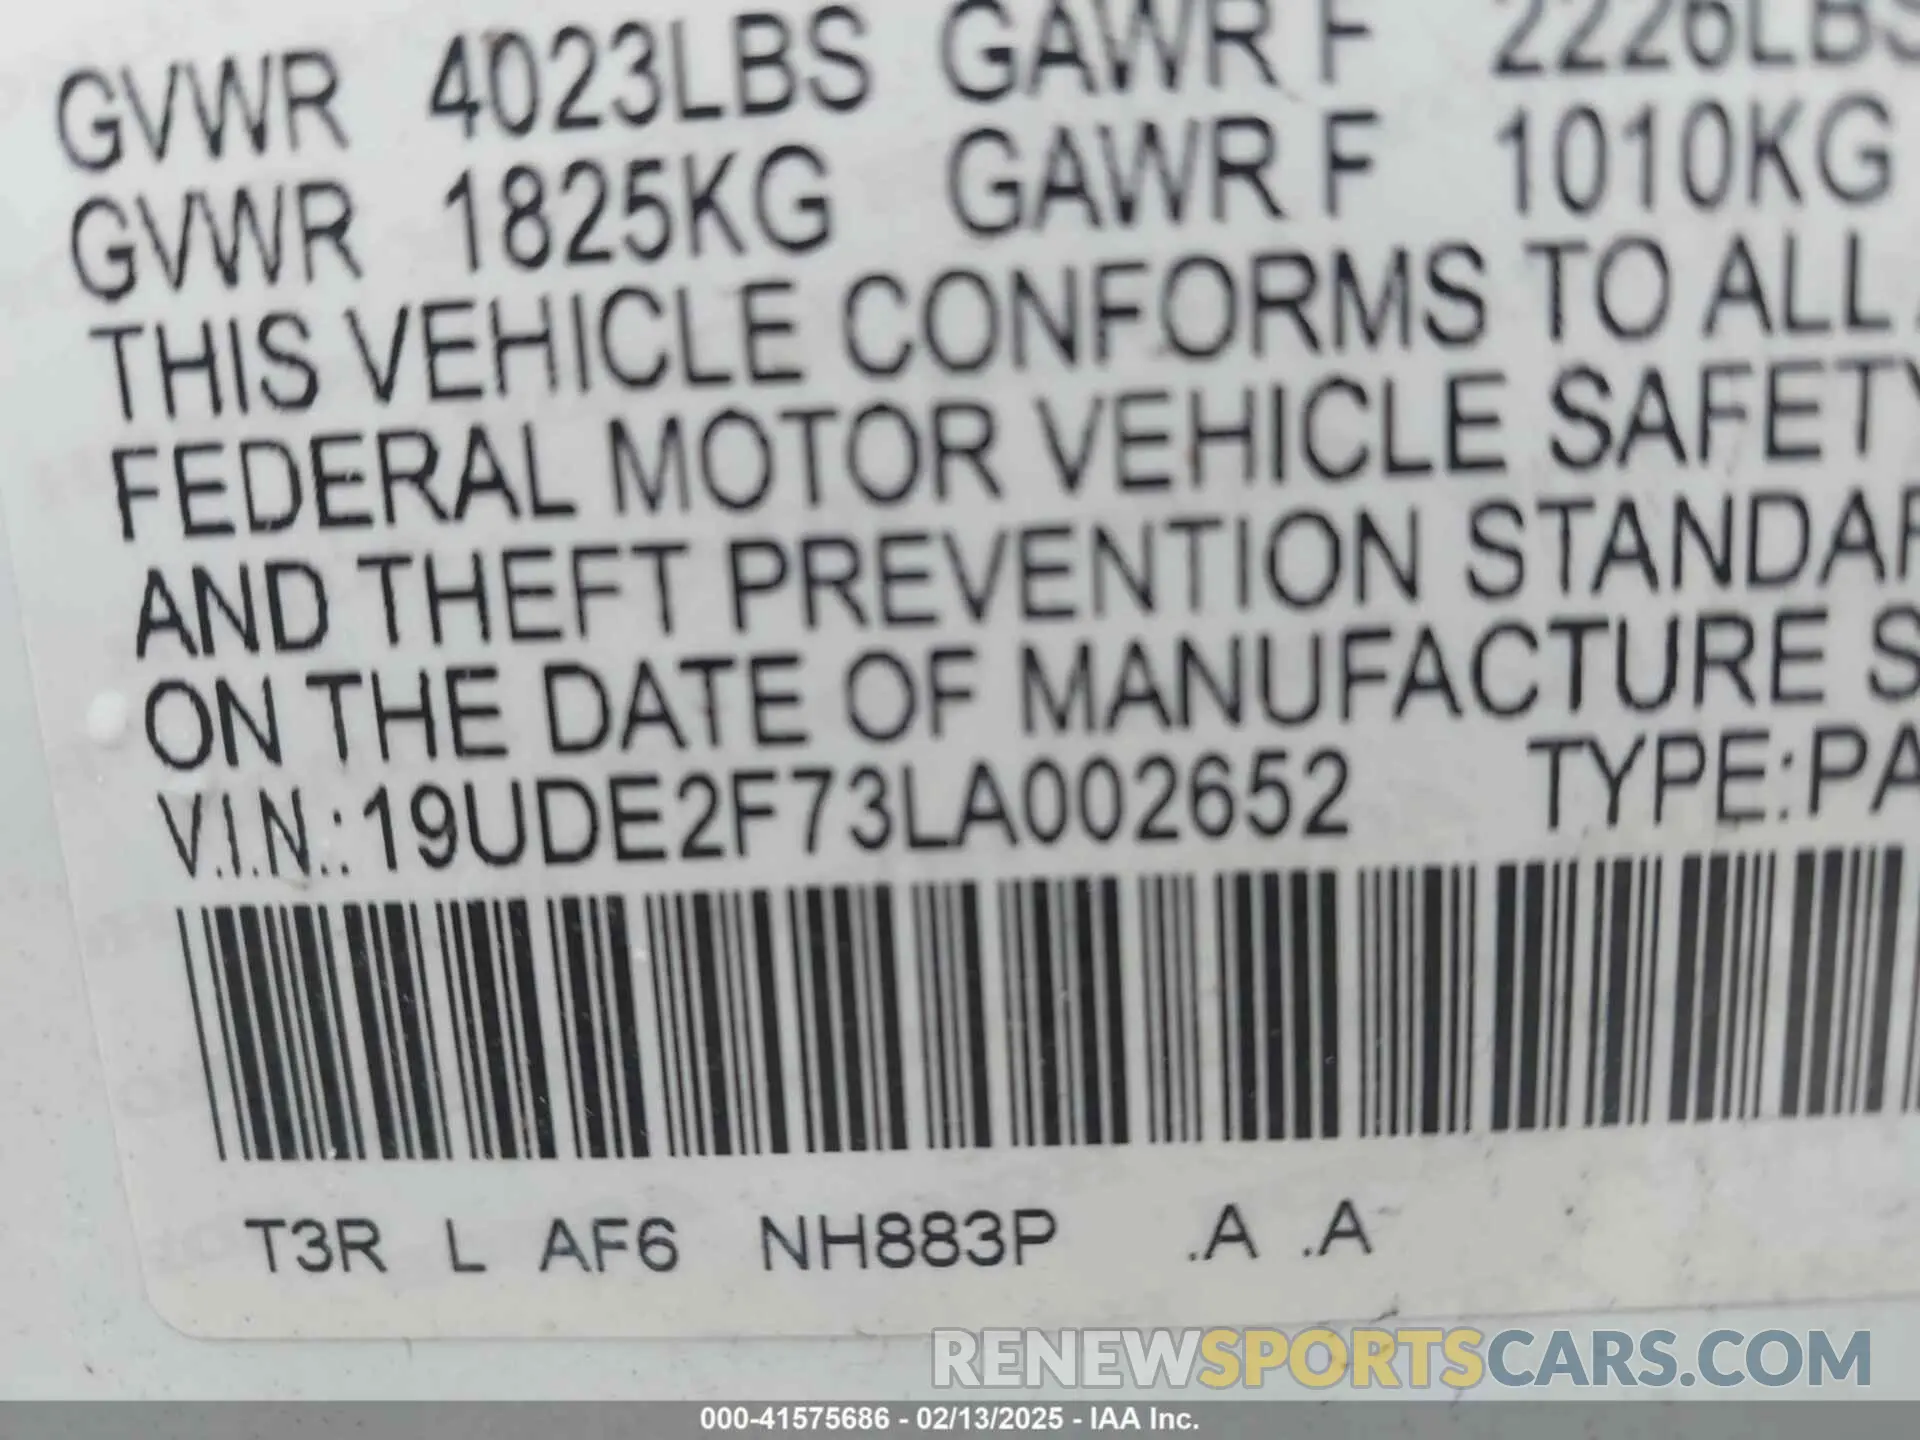 GVWR 4023LBS GAWR F 2226LBS
GVWR 1825KG GAWR F 1010KG
THIS VEHICLE CONFORMS TO ALL
FEDERAL MOTOR VEHICLE SAFETY
AND THEFT PREVENTION STANDAR
ON THE DATE OF MANUFACTURE S
V.I.N.:19UDE2F73LA002652 TYPE:PA
T3R L AF6 NH883P .A .A
RENEWSPORTSCARS.COM
000-41575686 - 02/13/2025 - IAA Inc.